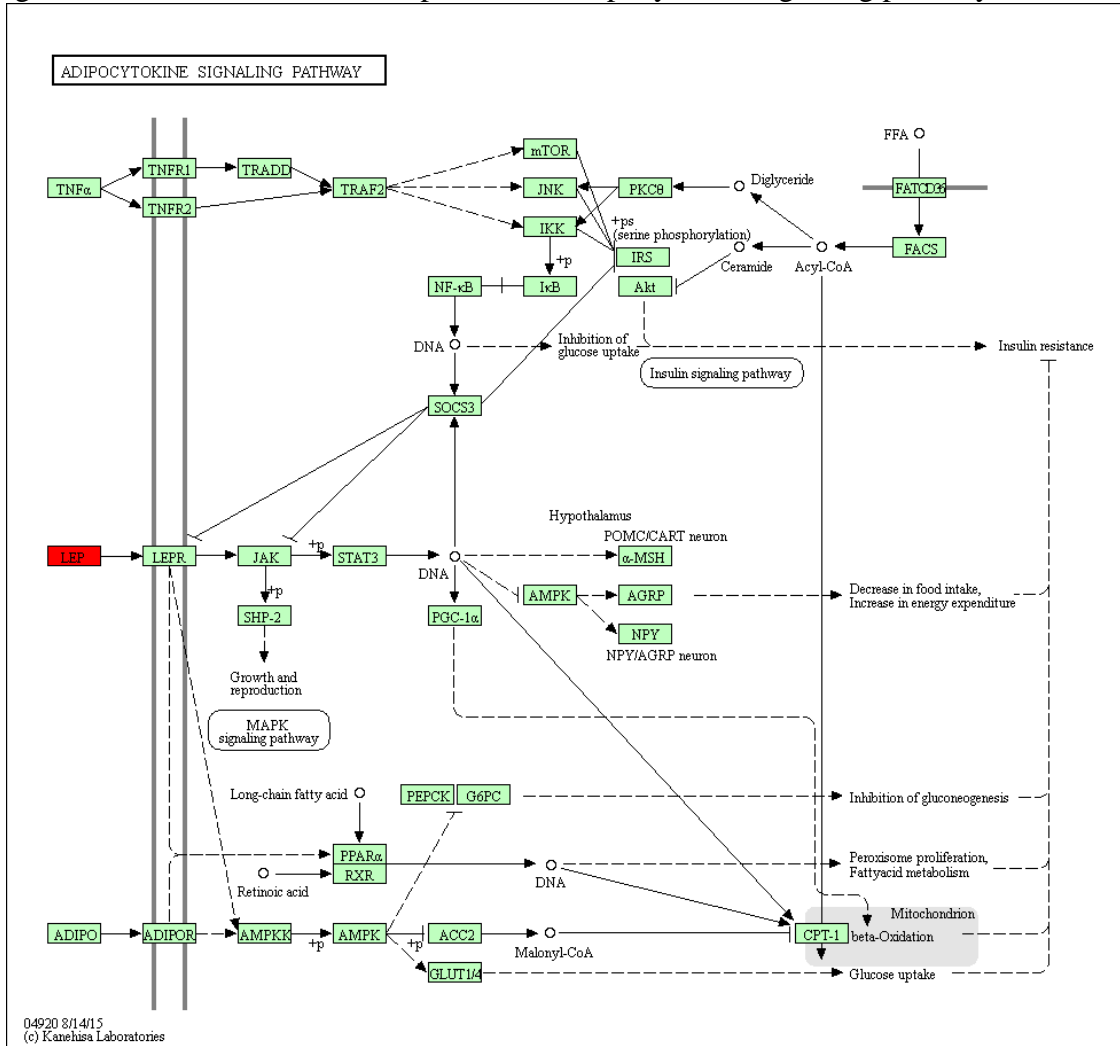 ADIPOCYTOKINE SIGNALING PATHWAY
TNFα
TNFR1
TNFR2
TRADD
TRAF2
mTOR
JNK
IKK
PKCθ
Diglyceride
FFA
FAT
CD36
FACS
+ps
(serine phosphorylation)
IRS
Ceramide
Acyl-CoA
+p
NF-κB
IκB
Akt
DNA
Inhibition of
glucose uptake
Insulin resistance
Insulin signaling pathway
SOCS3
Hypothalamus
POMC/CART neuron
LEP
LEPR
JAK
+p
STAT3
DNA
α-MSH
+p
SHP-2
PGC-1α
AMPK
AGRP
Decrease in food intake,
Increase in energy expenditure
NPY
NPY/AGRP neuron
Growth and
reproduction
MAPK
signaling pathway
Long-chain fatty acid
PEPCK
G6PC
Inhibition of gluconeogenesis
PPARα
RXR
Retinoic acid
DNA
Peroxisome proliferation,
Fattyacid metabolism
Mitochondrion
ADIPO
ADIPOR
AMPKK
+p
AMPK
+p
ACC2
Malonyl-CoA
CPT-1
beta-Oxidation
GLUT1/4
Glucose uptake
04920 8/14/15
(c) Kanehisa Laboratories